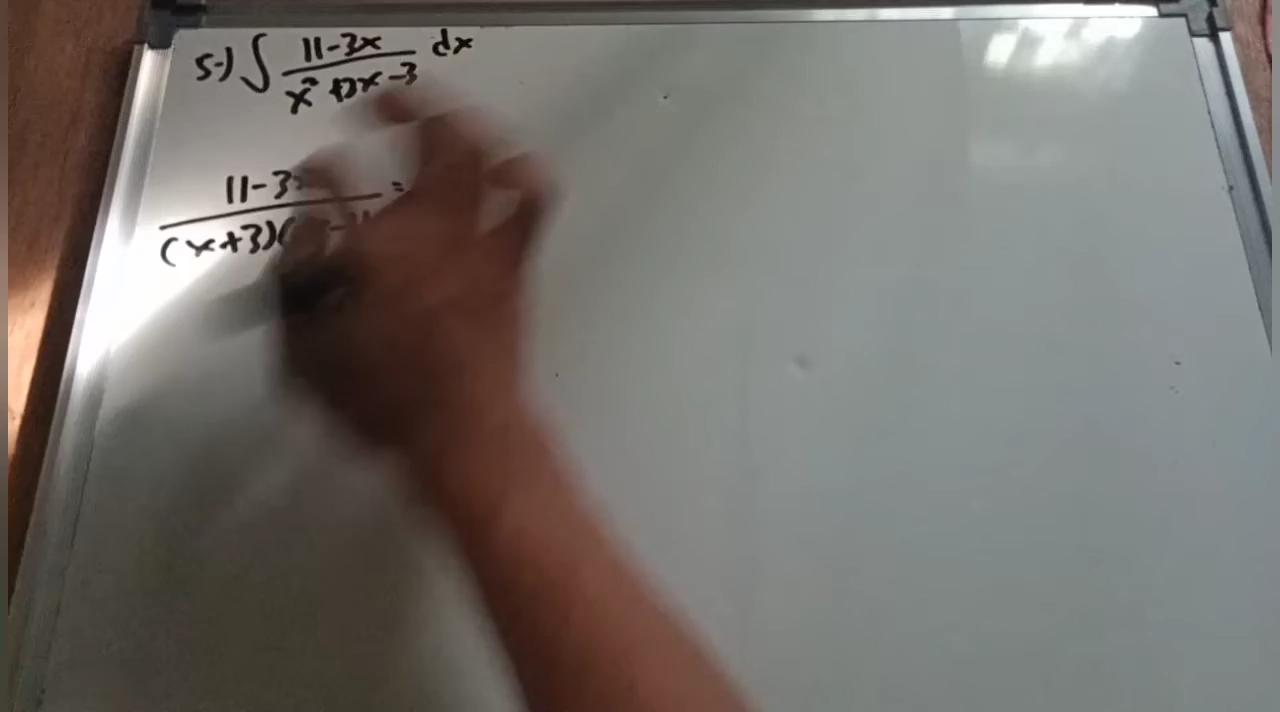 5-) ∫ 11-3x / x² +2x -3 dx
11-3 / (x+3)( =